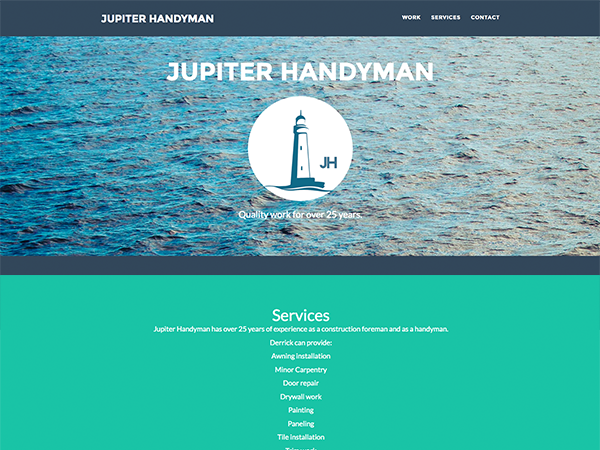 JUPITER HANDYMAN
WORK SERVICES CONTACT
JUPITER HANDYMAN
JH
Quality work for over 25 years.
Services
Jupiter Handyman has over 25 years of experience as a construction foreman and as a handyman.
Derrick can provide:
Awning installation
Minor Carpentry
Door repair
Drywall work
Painting
Paneling
Tile installation